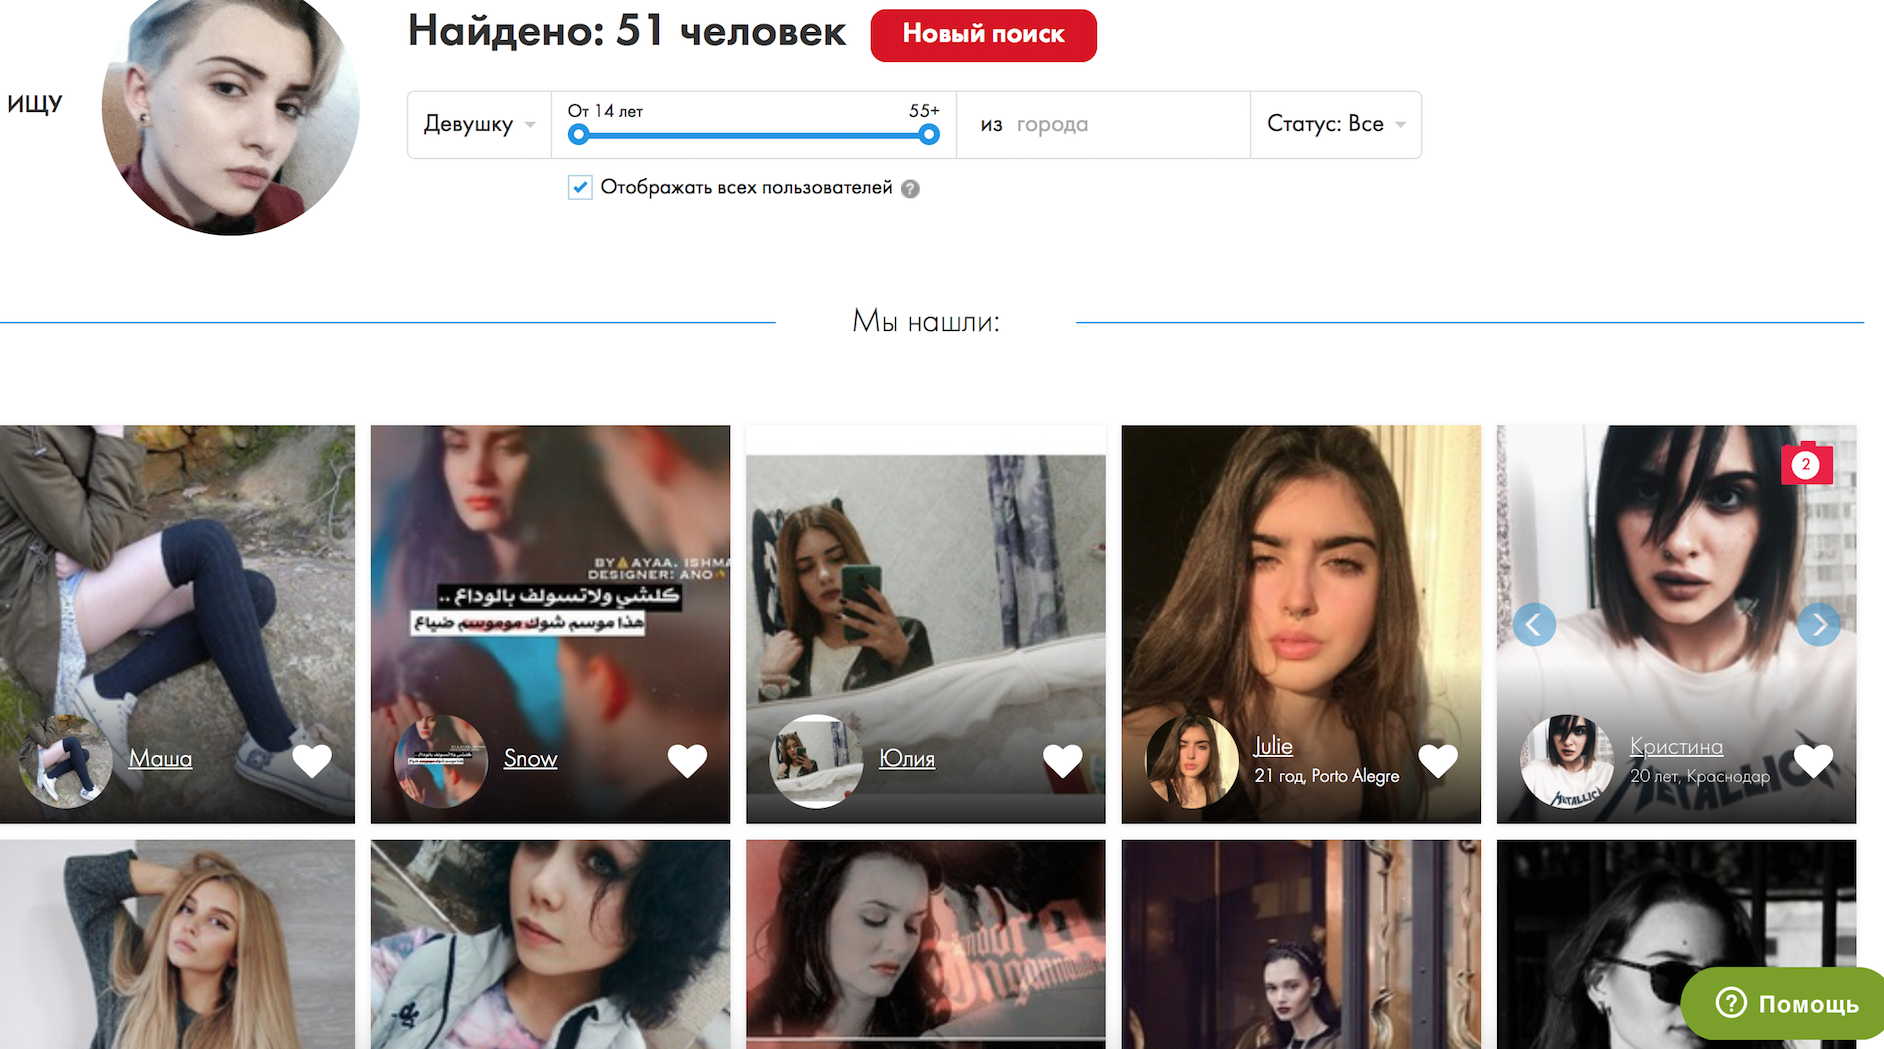 Найдено: 51 человек
Новый поиск
ищу
Девушку
От 14 лет
55+
из города
Статус: Все
Отображать всех пользователей
?
Мы нашли:
2
BY AYAA. ISHMA
DESIGNER: ANO
كلشي ولاتسولف بالوداع ..
هذا موسم شوك موموسم ضياع
Маша
Snow
Юлия
Julie
21 год, Porto Alegre
METALLICA
Кристина
20 лет, Краснодар
? Помощь